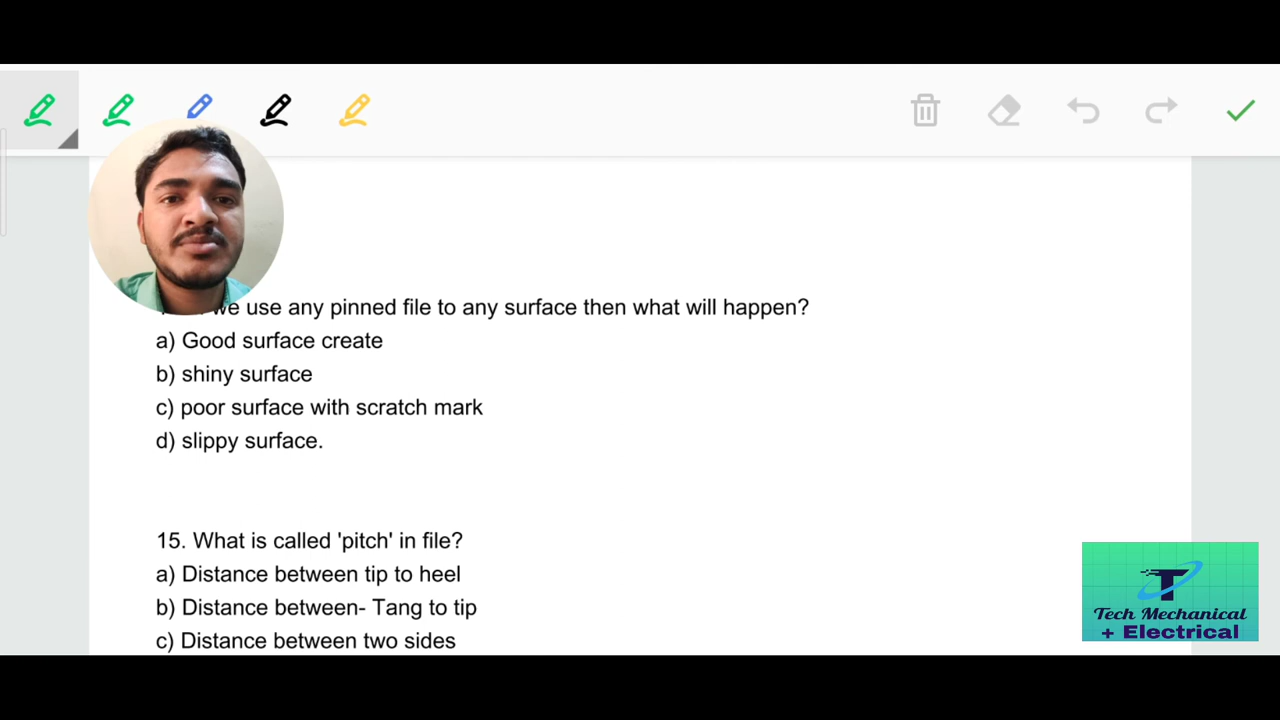 we use any pinned file to any surface then what will happen?
a) Good surface create
b) shiny surface
c) poor surface with scratch mark
d) slippy surface.
15. What is called 'pitch' in file?
a) Distance between tip to heel
b) Distance between- Tang to tip
c) Distance between two sides
T
Tech Mechanical
+ Electrical